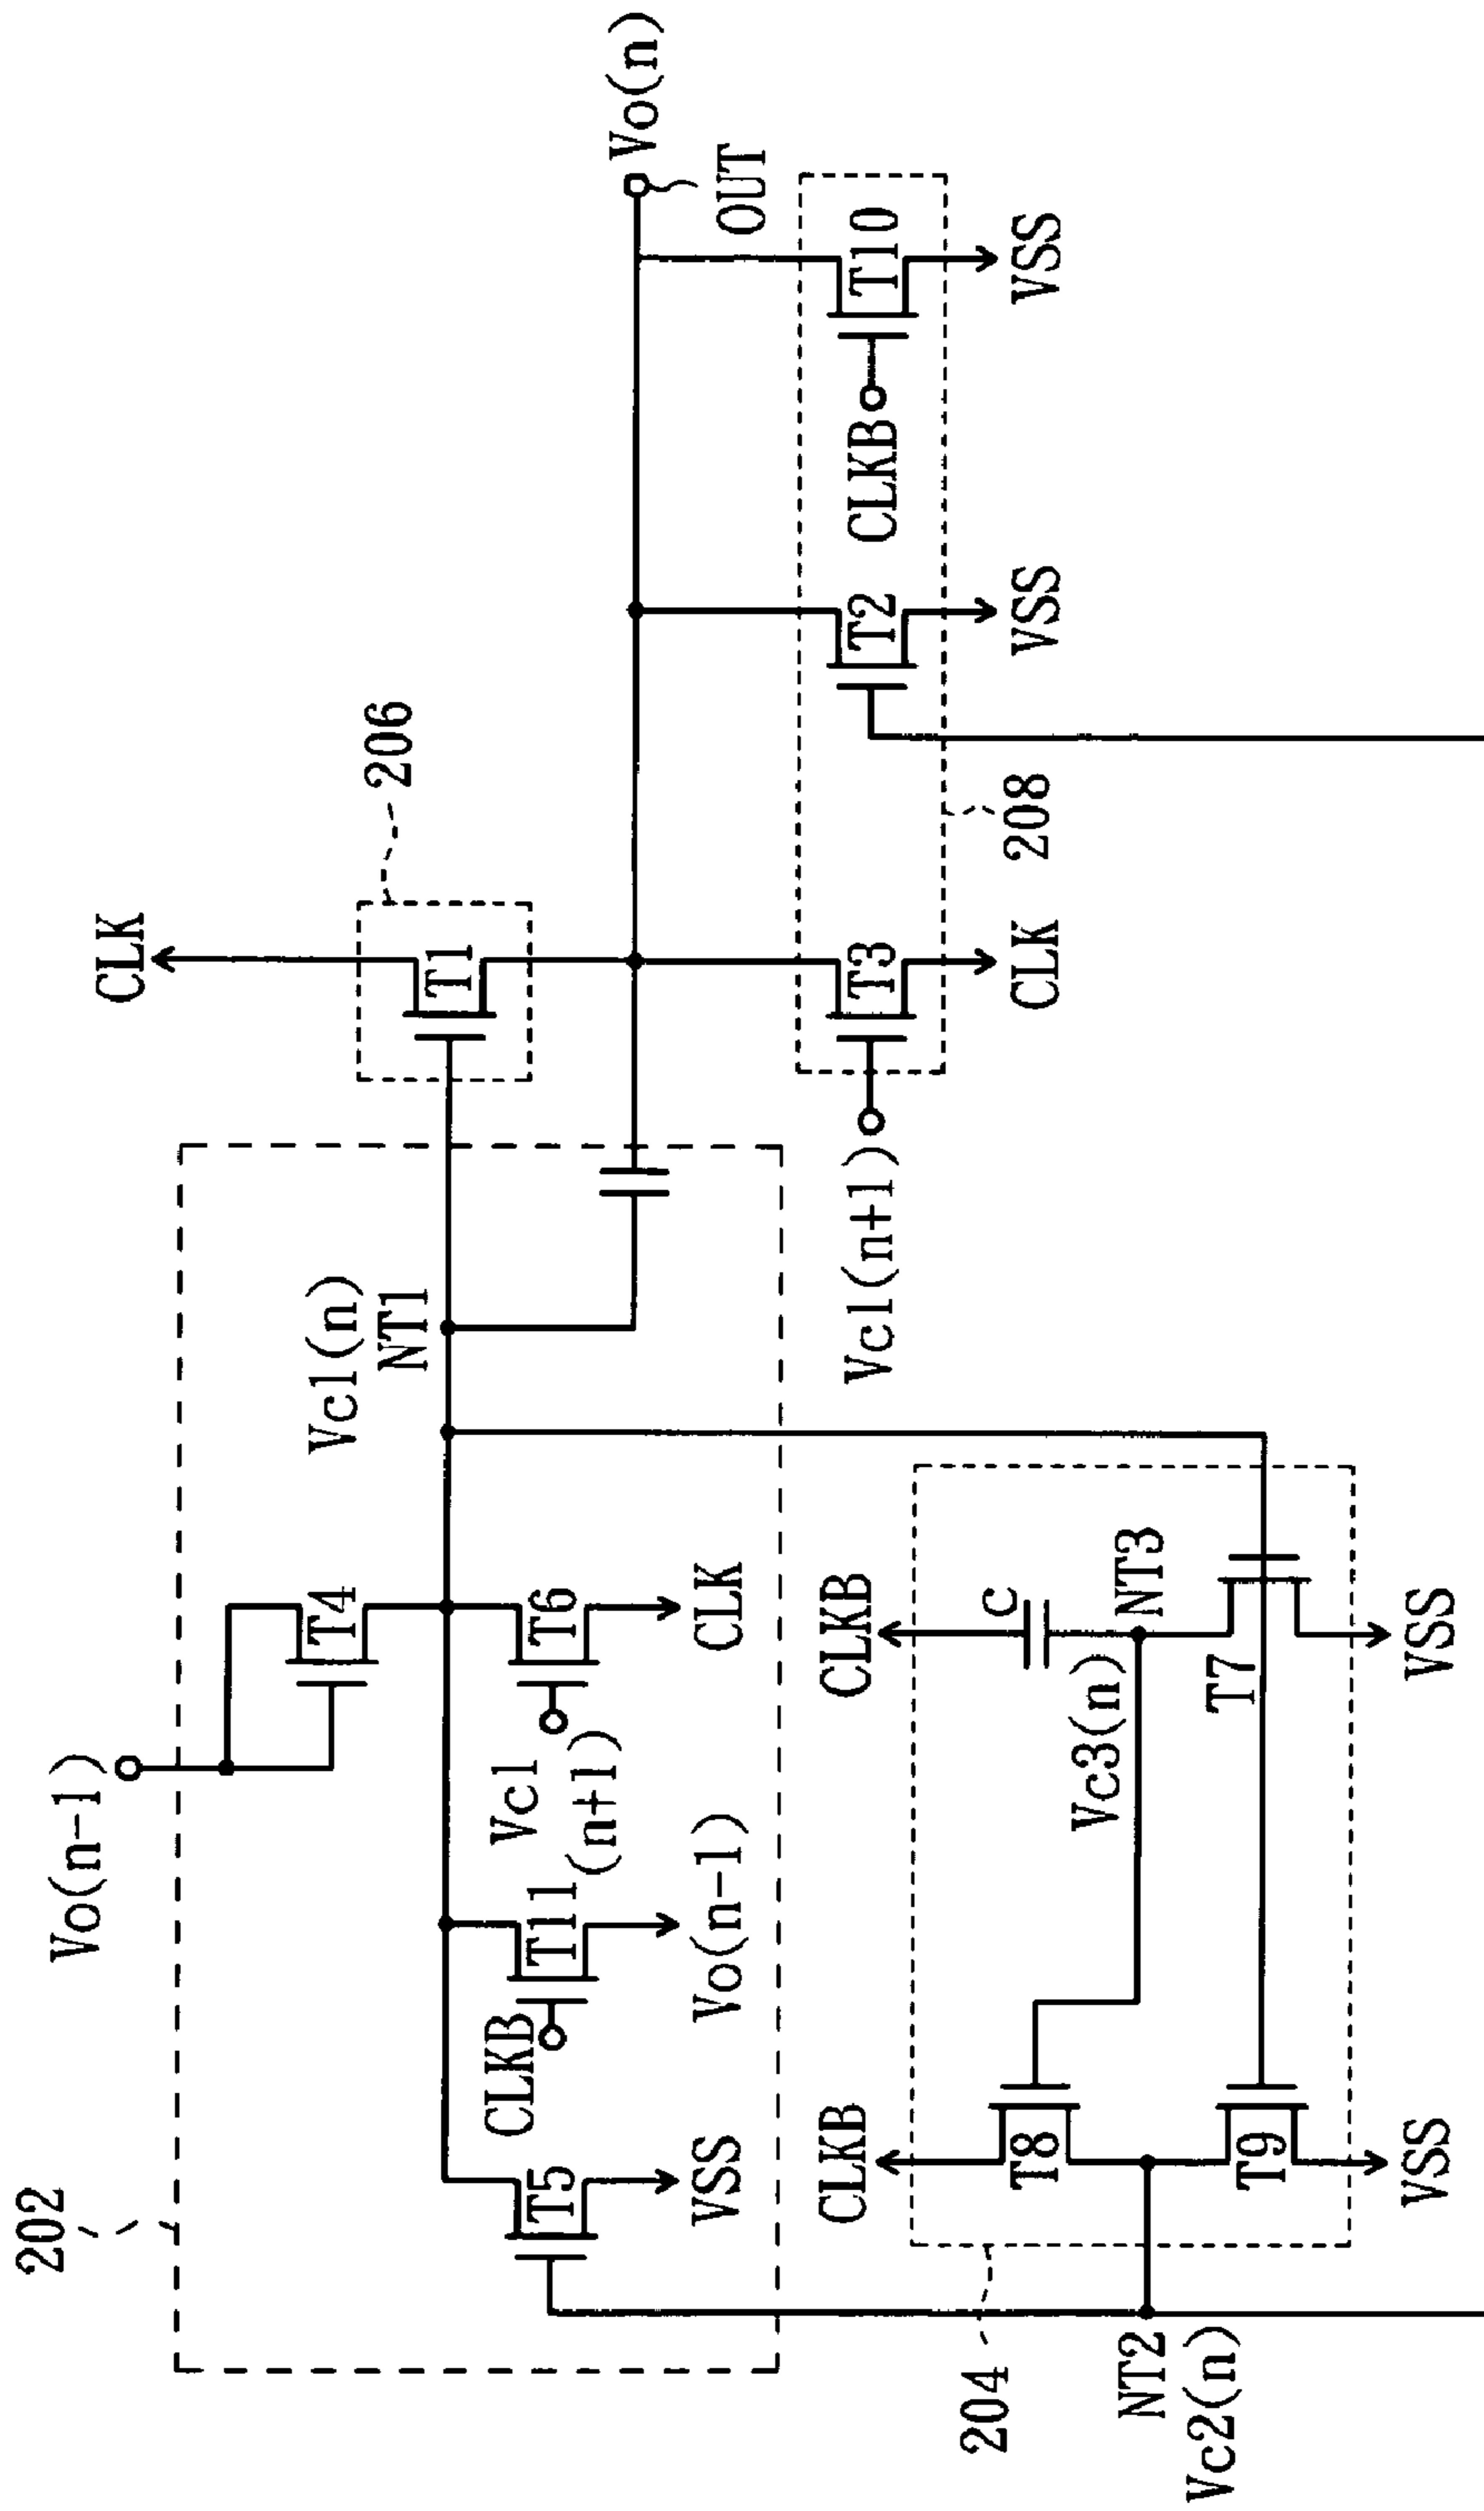 202
Vo(n-1)
Vc1(n)
NT1
CLK
206
T4
T1
T5
CLKB
T11
Vc1
(n+1)
T6
VSS
Vo(n-1)
CLK
Vo(n)
OUT
Vc1(n+1)
T3
T2
CLKB
T10
CLK
208
VSS
VSS
CLKB
CLKB
C
T8
Vc3(n)
NT3
204
NT2
Vc2(n)
T9
T7
VSS
VSS